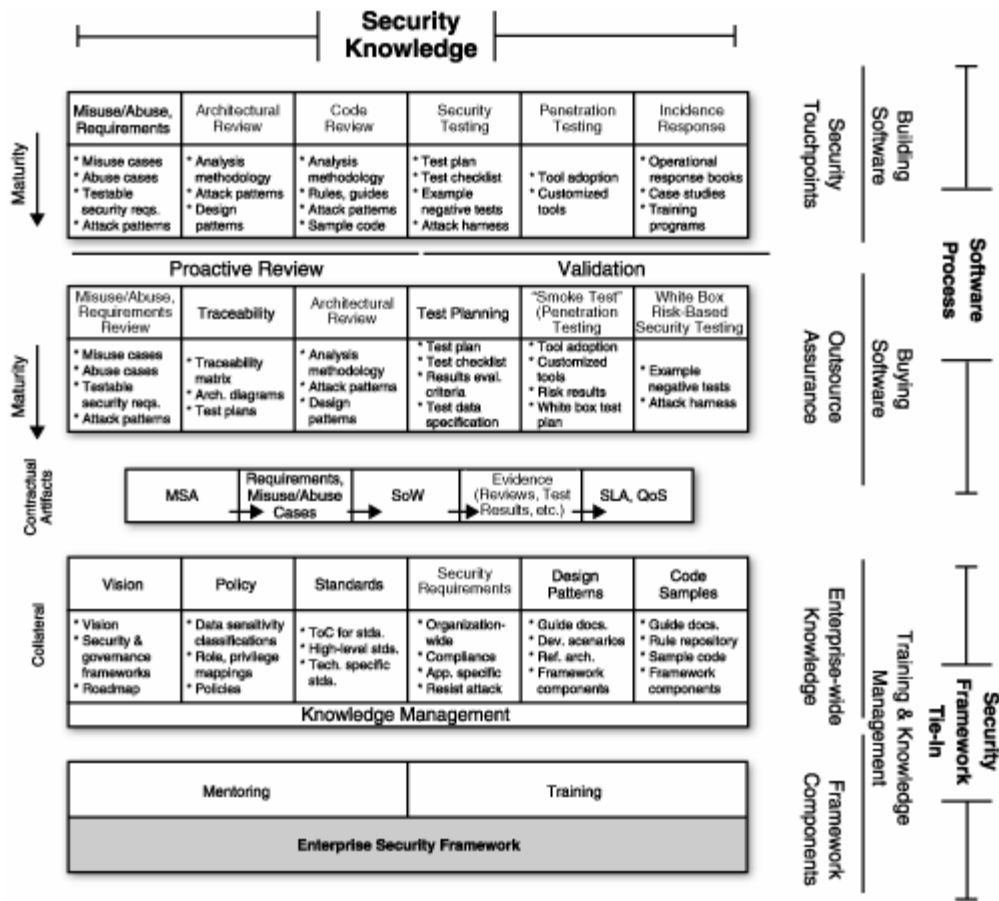 Security
Knowledge
Maturity
Misuse/Abuse,
Requirements
* Misuse cases
* Abuse cases
* Testable
security reqs.
* Attack patterns
Architectural
Review
* Analysis
methodology
* Attack patterns
* Design
patterns
Code
Review
* Analysis
methodology
* Rules, guides
* Attack patterns
* Sample code
Security
Testing
* Test plan
* Test checklist
* Example
negative tests
* Attack harness
Penetration
Testing
* Tool adoption
* Customized
tools
Incidence
Response
* Operational
response books
* Case studies
* Training
programs
Security
Touchpoints
Building
Software
Proactive Review
Validation
Maturity
Misuse/Abuse,
Requirements
Review
* Misuse cases
* Abuse cases
* Testable
security reqs.
* Attack patterns
Traceability
* Traceability
matrix
* Arch. diagrams
* Test plans
Architectural
Review
* Analysis
methodology
* Attack patterns
* Design
patterns
Test Planning
* Test plan
* Test checklist
* Results eval.
criteria
* Test data
specification
"Smoke Test"
(Penetration
Testing
* Tool adoption
* Customized
tools
* Risk results
* White box test
plan
White Box
Risk-Based
Security Testing
* Example
negative tests
* Attack harness
Outsource
Assurance
Buying
Software
Software
Process
Contractual
Artifacts
MSA
Requirements,
Misuse/Abuse
Cases
SoW
Evidence
(Reviews, Test
Results, etc.)
SLA, QoS
Collateral
Vision
* Vision
* Security &
governance
frameworks
* Roadmap
Policy
* Data sensitivity
classifications
* Role, privilege
mappings
* Policies
Standards
* ToC for stds.
* High-level stds.
* Tech. specific
stds.
Security
Requirements
* Organization-
wide
* Compliance
* App. specific
* Resist attack
Design
Patterns
* Guide docs.
* Dev. scenarios
* Ref. arch.
* Framework
components
Code
Samples
* Guide docs.
* Rule repository
* Sample code
* Framework
components
Knowledge Management
Enterprise-wide
Knowledge
Training & Knowledge
Management
Security
Framework
Tie-In
Mentoring
Training
Enterprise Security Framework
Framework
Components